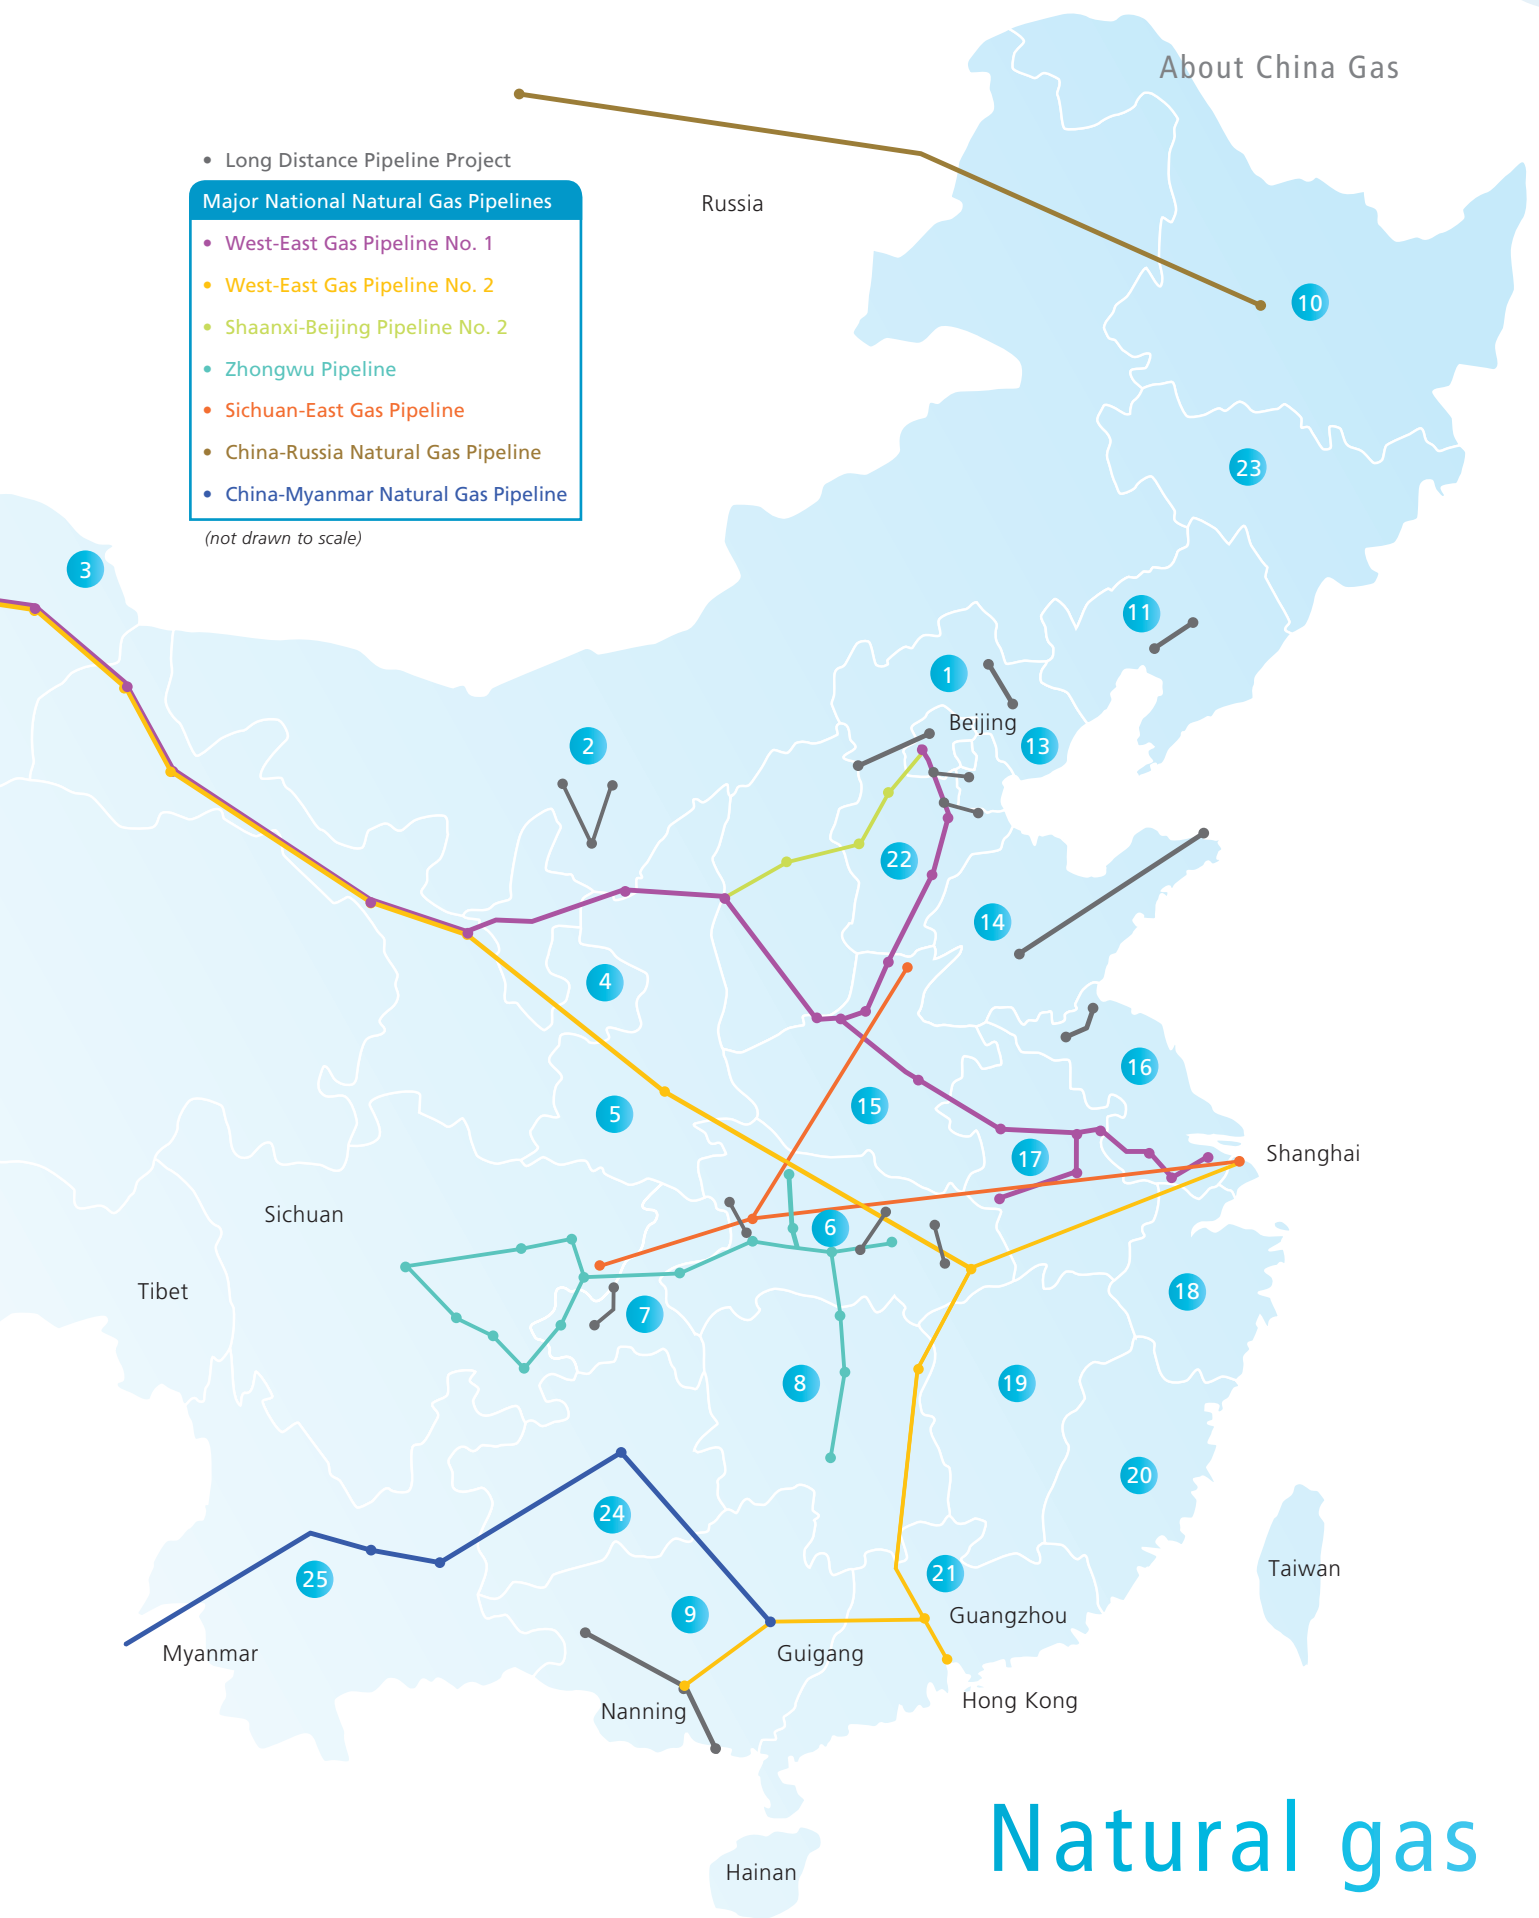 About China Gas
Long Distance Pipeline Project
Major National Natural Gas Pipelines
West-East Gas Pipeline No. 1
West-East Gas Pipeline No. 2
Shaanxi-Beijing Pipeline No. 2
Zhongwu Pipeline
Sichuan-East Gas Pipeline
China-Russia Natural Gas Pipeline
China-Myanmar Natural Gas Pipeline
(not drawn to scale)
Russia
10
23
3
11
1
Beijing
2
13
22
14
4
16
15
5
17
Shanghai
Sichuan
6
Tibet
18
7
8
19
20
24
Taiwan
25
21
9
Guangzhou
Myanmar
Guigang
Nanning
Hong Kong
Natural gas
Hainan